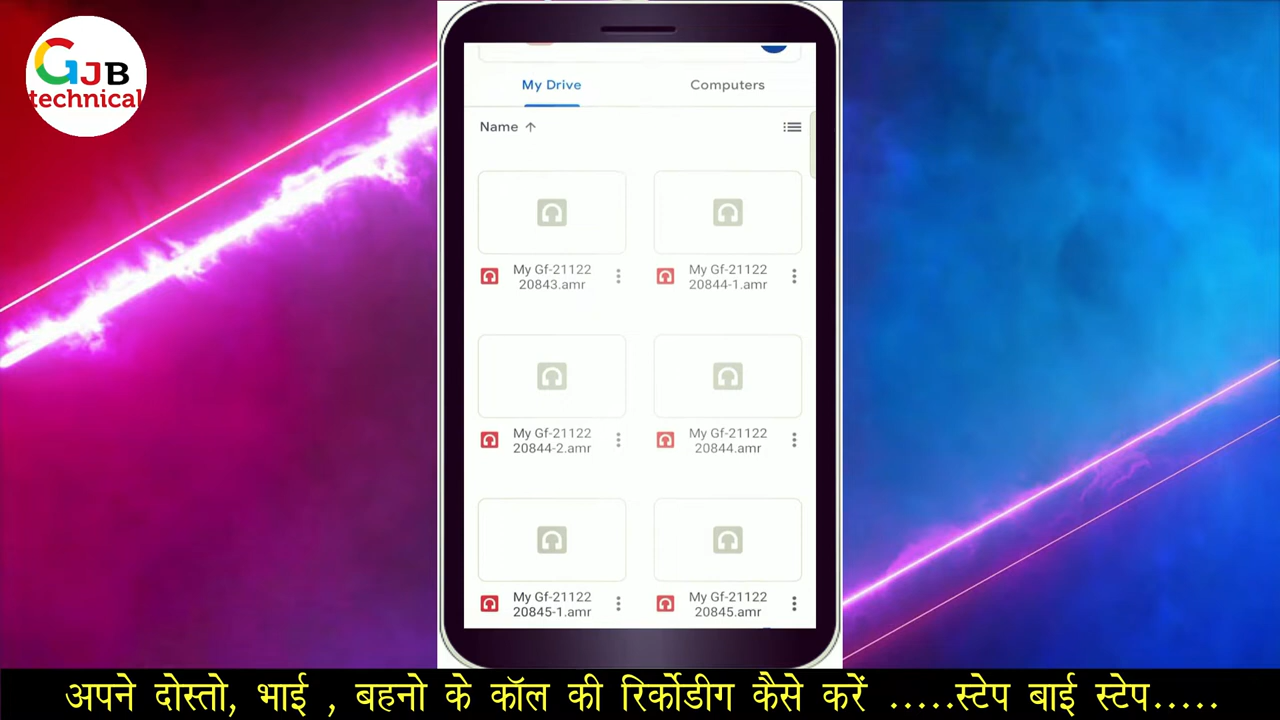 GJB
technical
My Drive
Computers
Name
My Gf-21122
20843.amr
My Gf-21122
20844-1.amr
My Gf-21122
20844-2.amr
My Gf-21122
20844.amr
My Gf-21122
20845-1.amr
My Gf-21122
20845.amr
अपने दोस्तो, भाई , बहनो के कॉल की रिर्कोडीग कैसे करें .....स्टेप बाई स्टेप.....